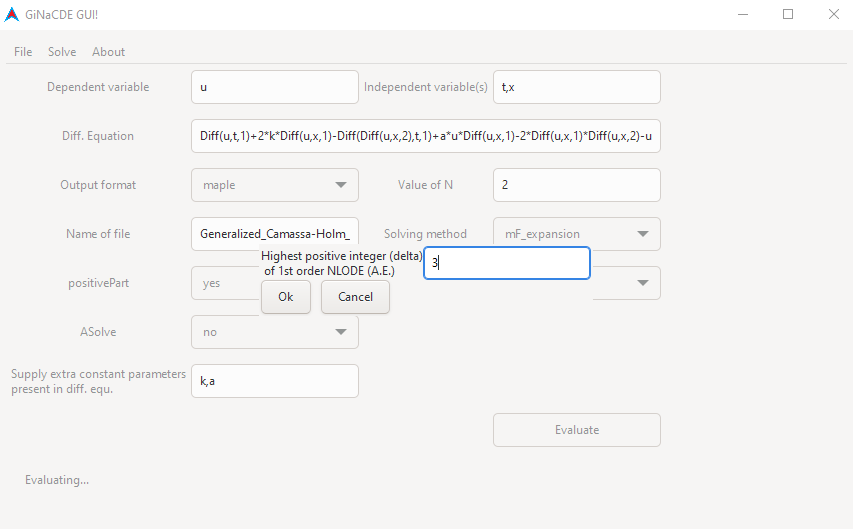 GiNaCDE GUI!
File Solve About
Dependent variable u Independent variable(s) t,x
Diff. Equation Diff(u,t,1)+2*k*Diff(u,x,1)-Diff(Diff(u,x,2),t,1)+a*u*Diff(u,x,1)-2*Diff(u,x,1)*Diff(u,x,2)-u
Output format maple Value of N 2
Name of file Generalized_Camassa-Holm_ Solving method mF_expansion
Highest positive integer (delta) 3
of 1st order NLODE (A.E.)
positivePart yes
Ok Cancel
ASolve no
Supply extra constant parameters
present in diff. equ. k,a
Evaluate
Evaluating...